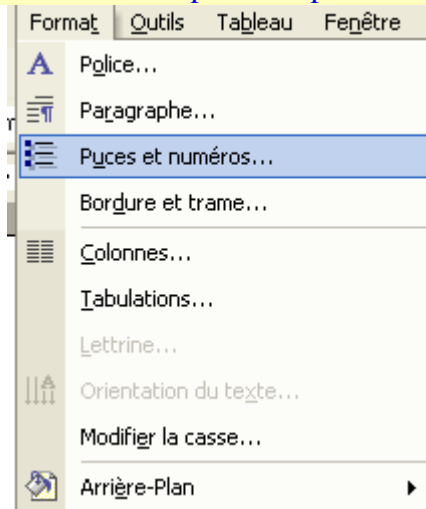 Format Outils Tableau Fenêtre
Police...
Paragraphe...
Puces et numéros...
Bordure et trame...
Colonnes...
Tabulations...
Lettrine...
Orientation du texte...
Modifier la casse...
Arrière-Plan